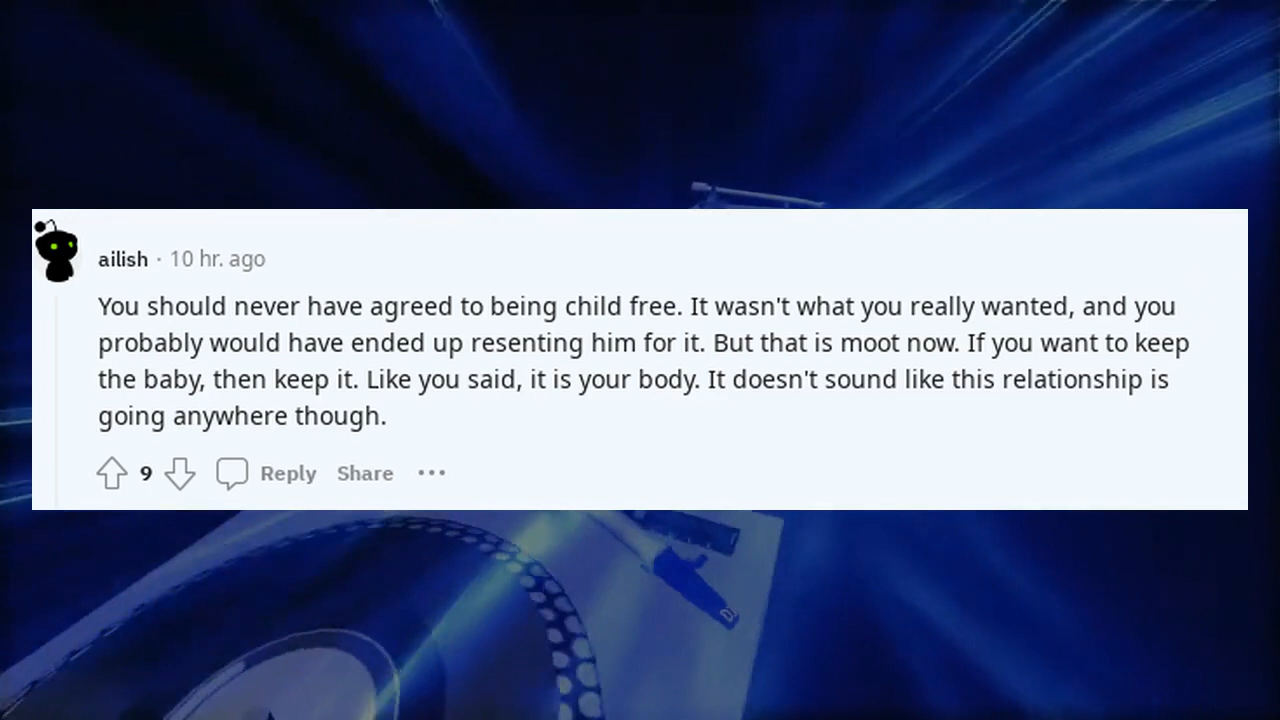 ailish · 10 hr. ago
You should never have agreed to being child free. It wasn't what you really wanted, and you
probably would have ended up resenting him for it. But that is moot now. If you want to keep
the baby, then keep it. Like you said, it is your body. It doesn't sound like this relationship is
going anywhere though.
9 Reply Share ···